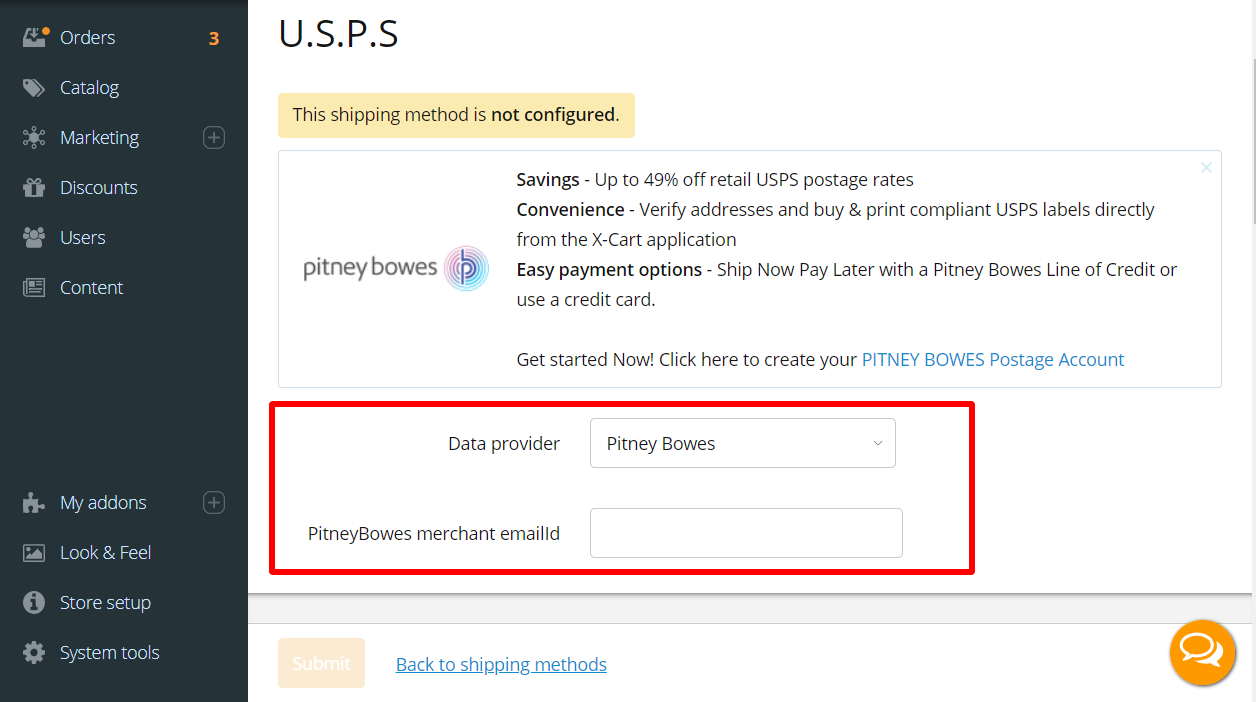 Orders 3
Catalog
Marketing
Discounts
Users
Content
My addons
Look & Feel
Store setup
System tools
U.S.P.S
This shipping method is not configured.
pitney bowes
Savings - Up to 49% off retail USPS postage rates
Convenience - Verify addresses and buy & print compliant USPS labels directly
from the X-Cart application
Easy payment options - Ship Now Pay Later with a Pitney Bowes Line of Credit or
use a credit card.
Get started Now! Click here to create your PITNEY BOWES Postage Account
Data provider Pitney Bowes
PitneyBowes merchant emailId
Submit Back to shipping methods